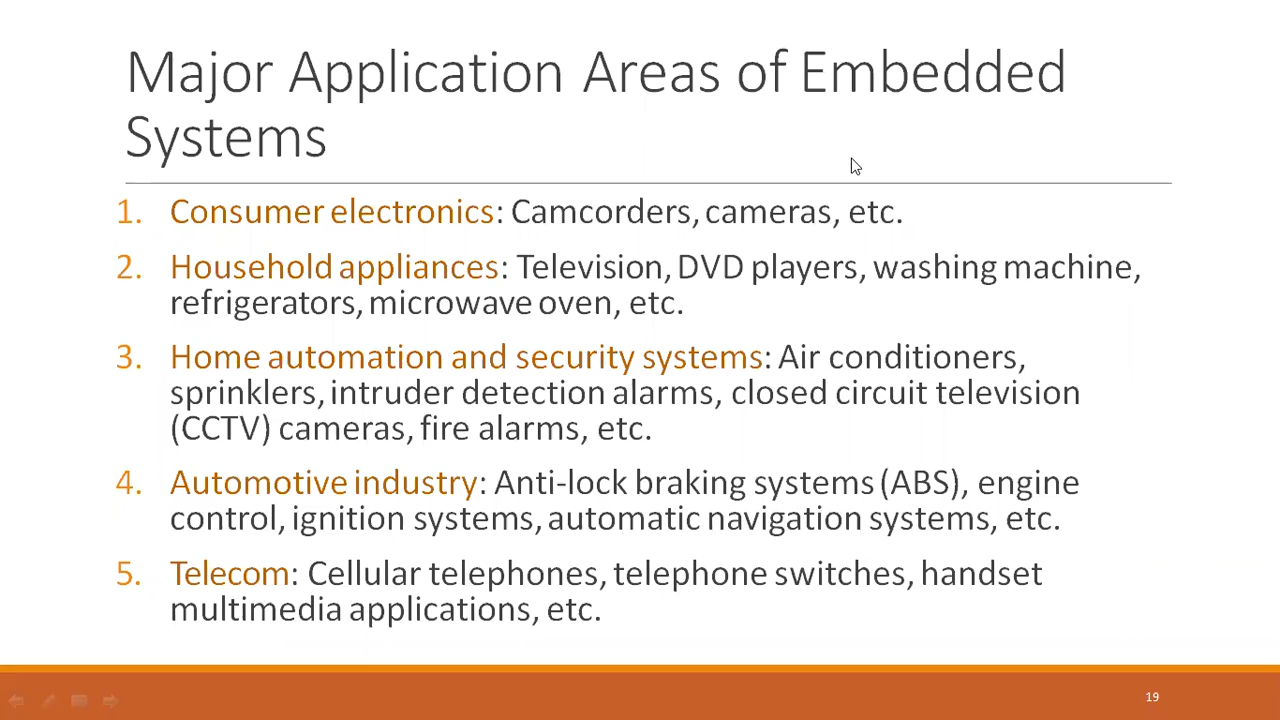 Major Application Areas of Embedded
Systems
1. Consumer electronics: Camcorders, cameras, etc.
2. Household appliances: Television, DVD players, washing machine,
refrigerators, microwave oven, etc.
3. Home automation and security systems: Air conditioners,
sprinklers, intruder detection alarms, closed circuit television
(CCTV) cameras, fire alarms, etc.
4. Automotive industry: Anti-lock braking systems (ABS), engine
control, ignition systems, automatic navigation systems, etc.
5. Telecom: Cellular telephones, telephone switches, handset
multimedia applications, etc.
19